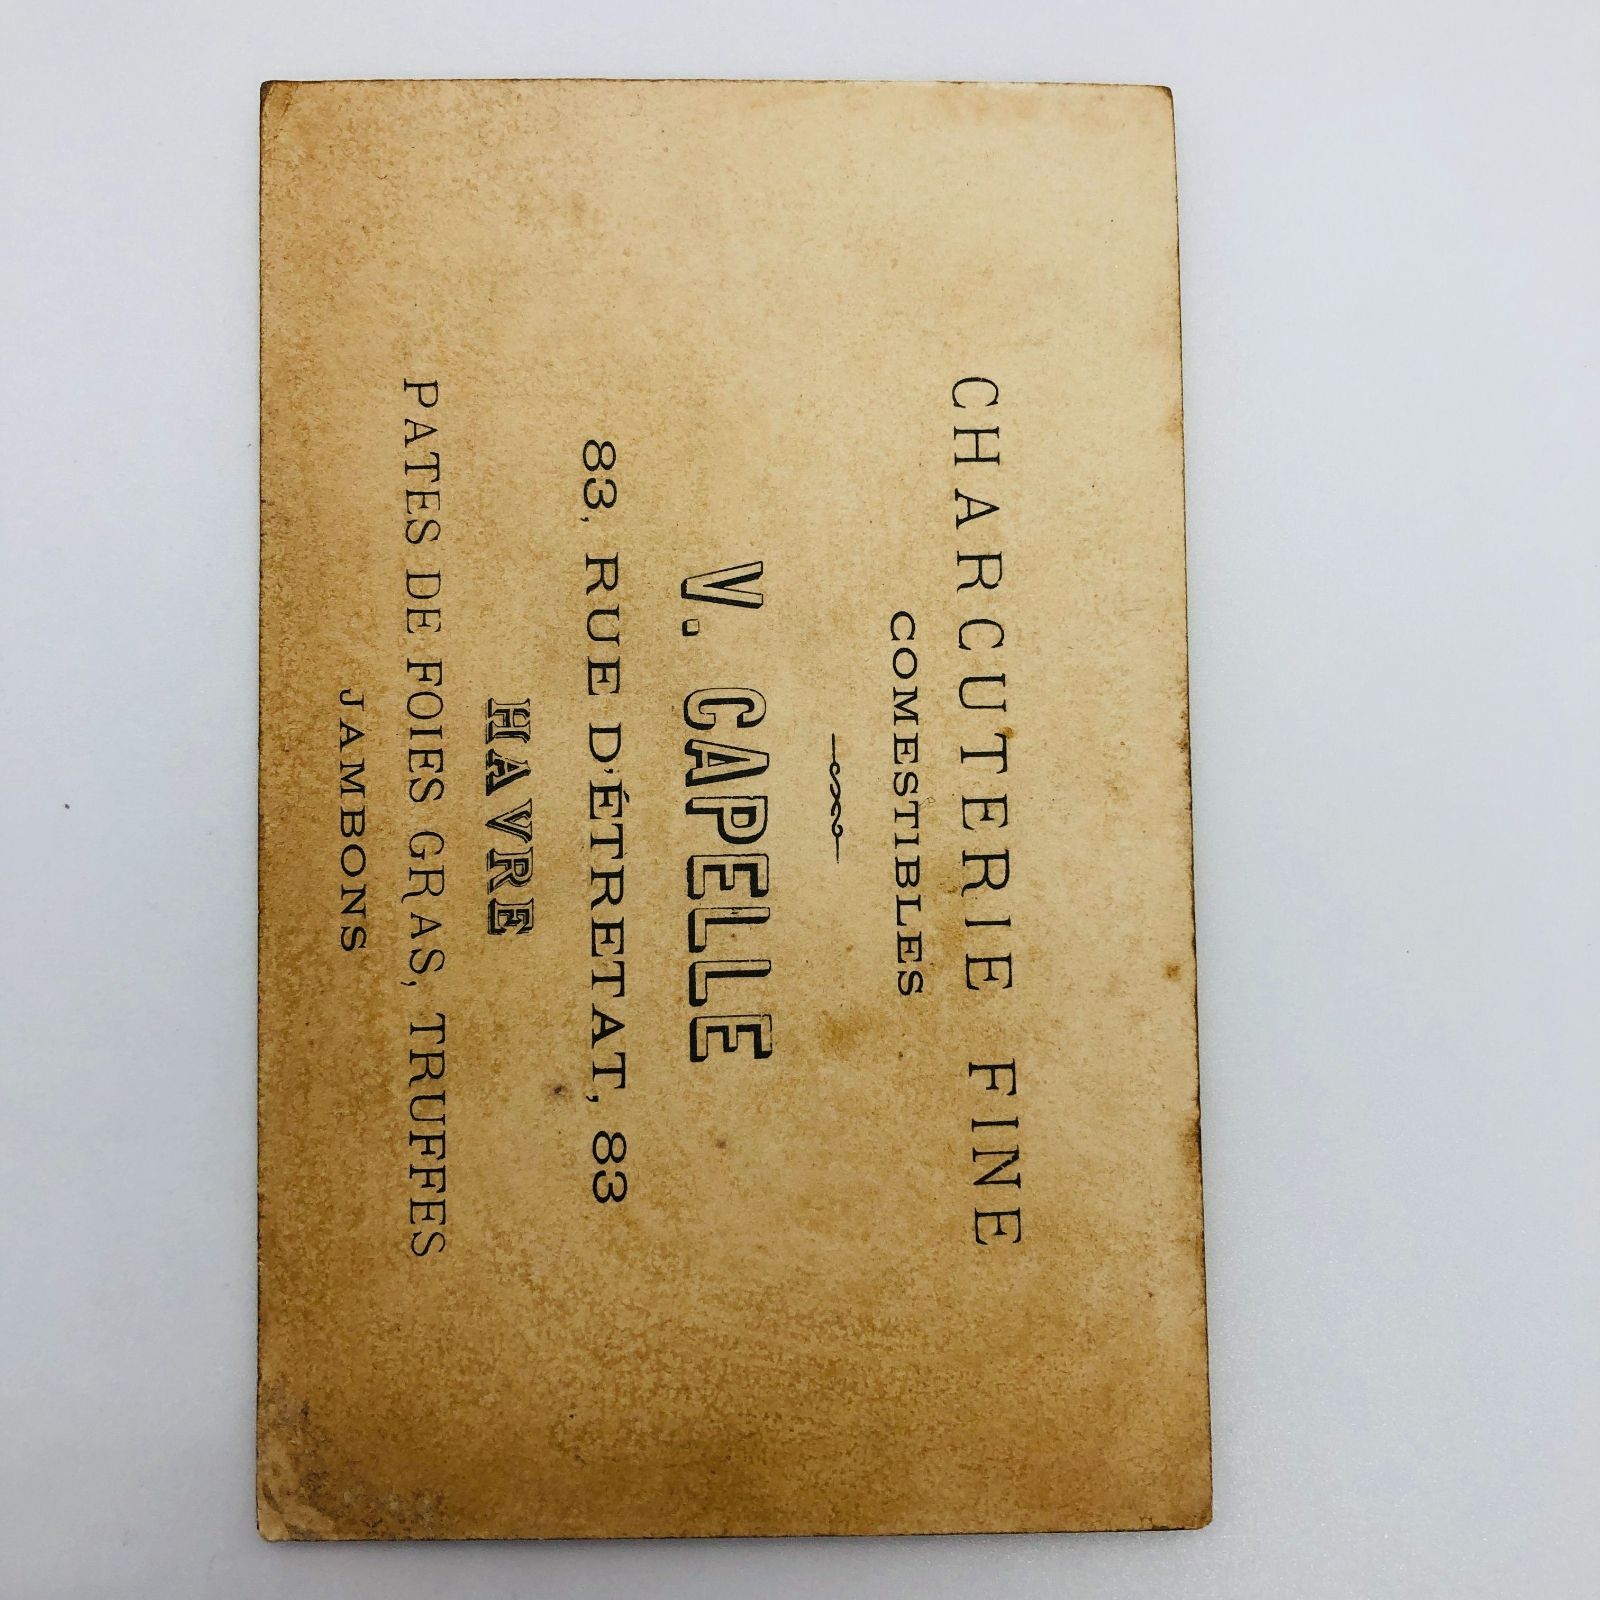 CHARCUTERIE FINE
COMESTIBLES
V. CAPELLE
83, RUE D'ÉTRETAT, 83
HAVRE
PATES DE FOIES GRAS, TRUFFES
JAMBONS